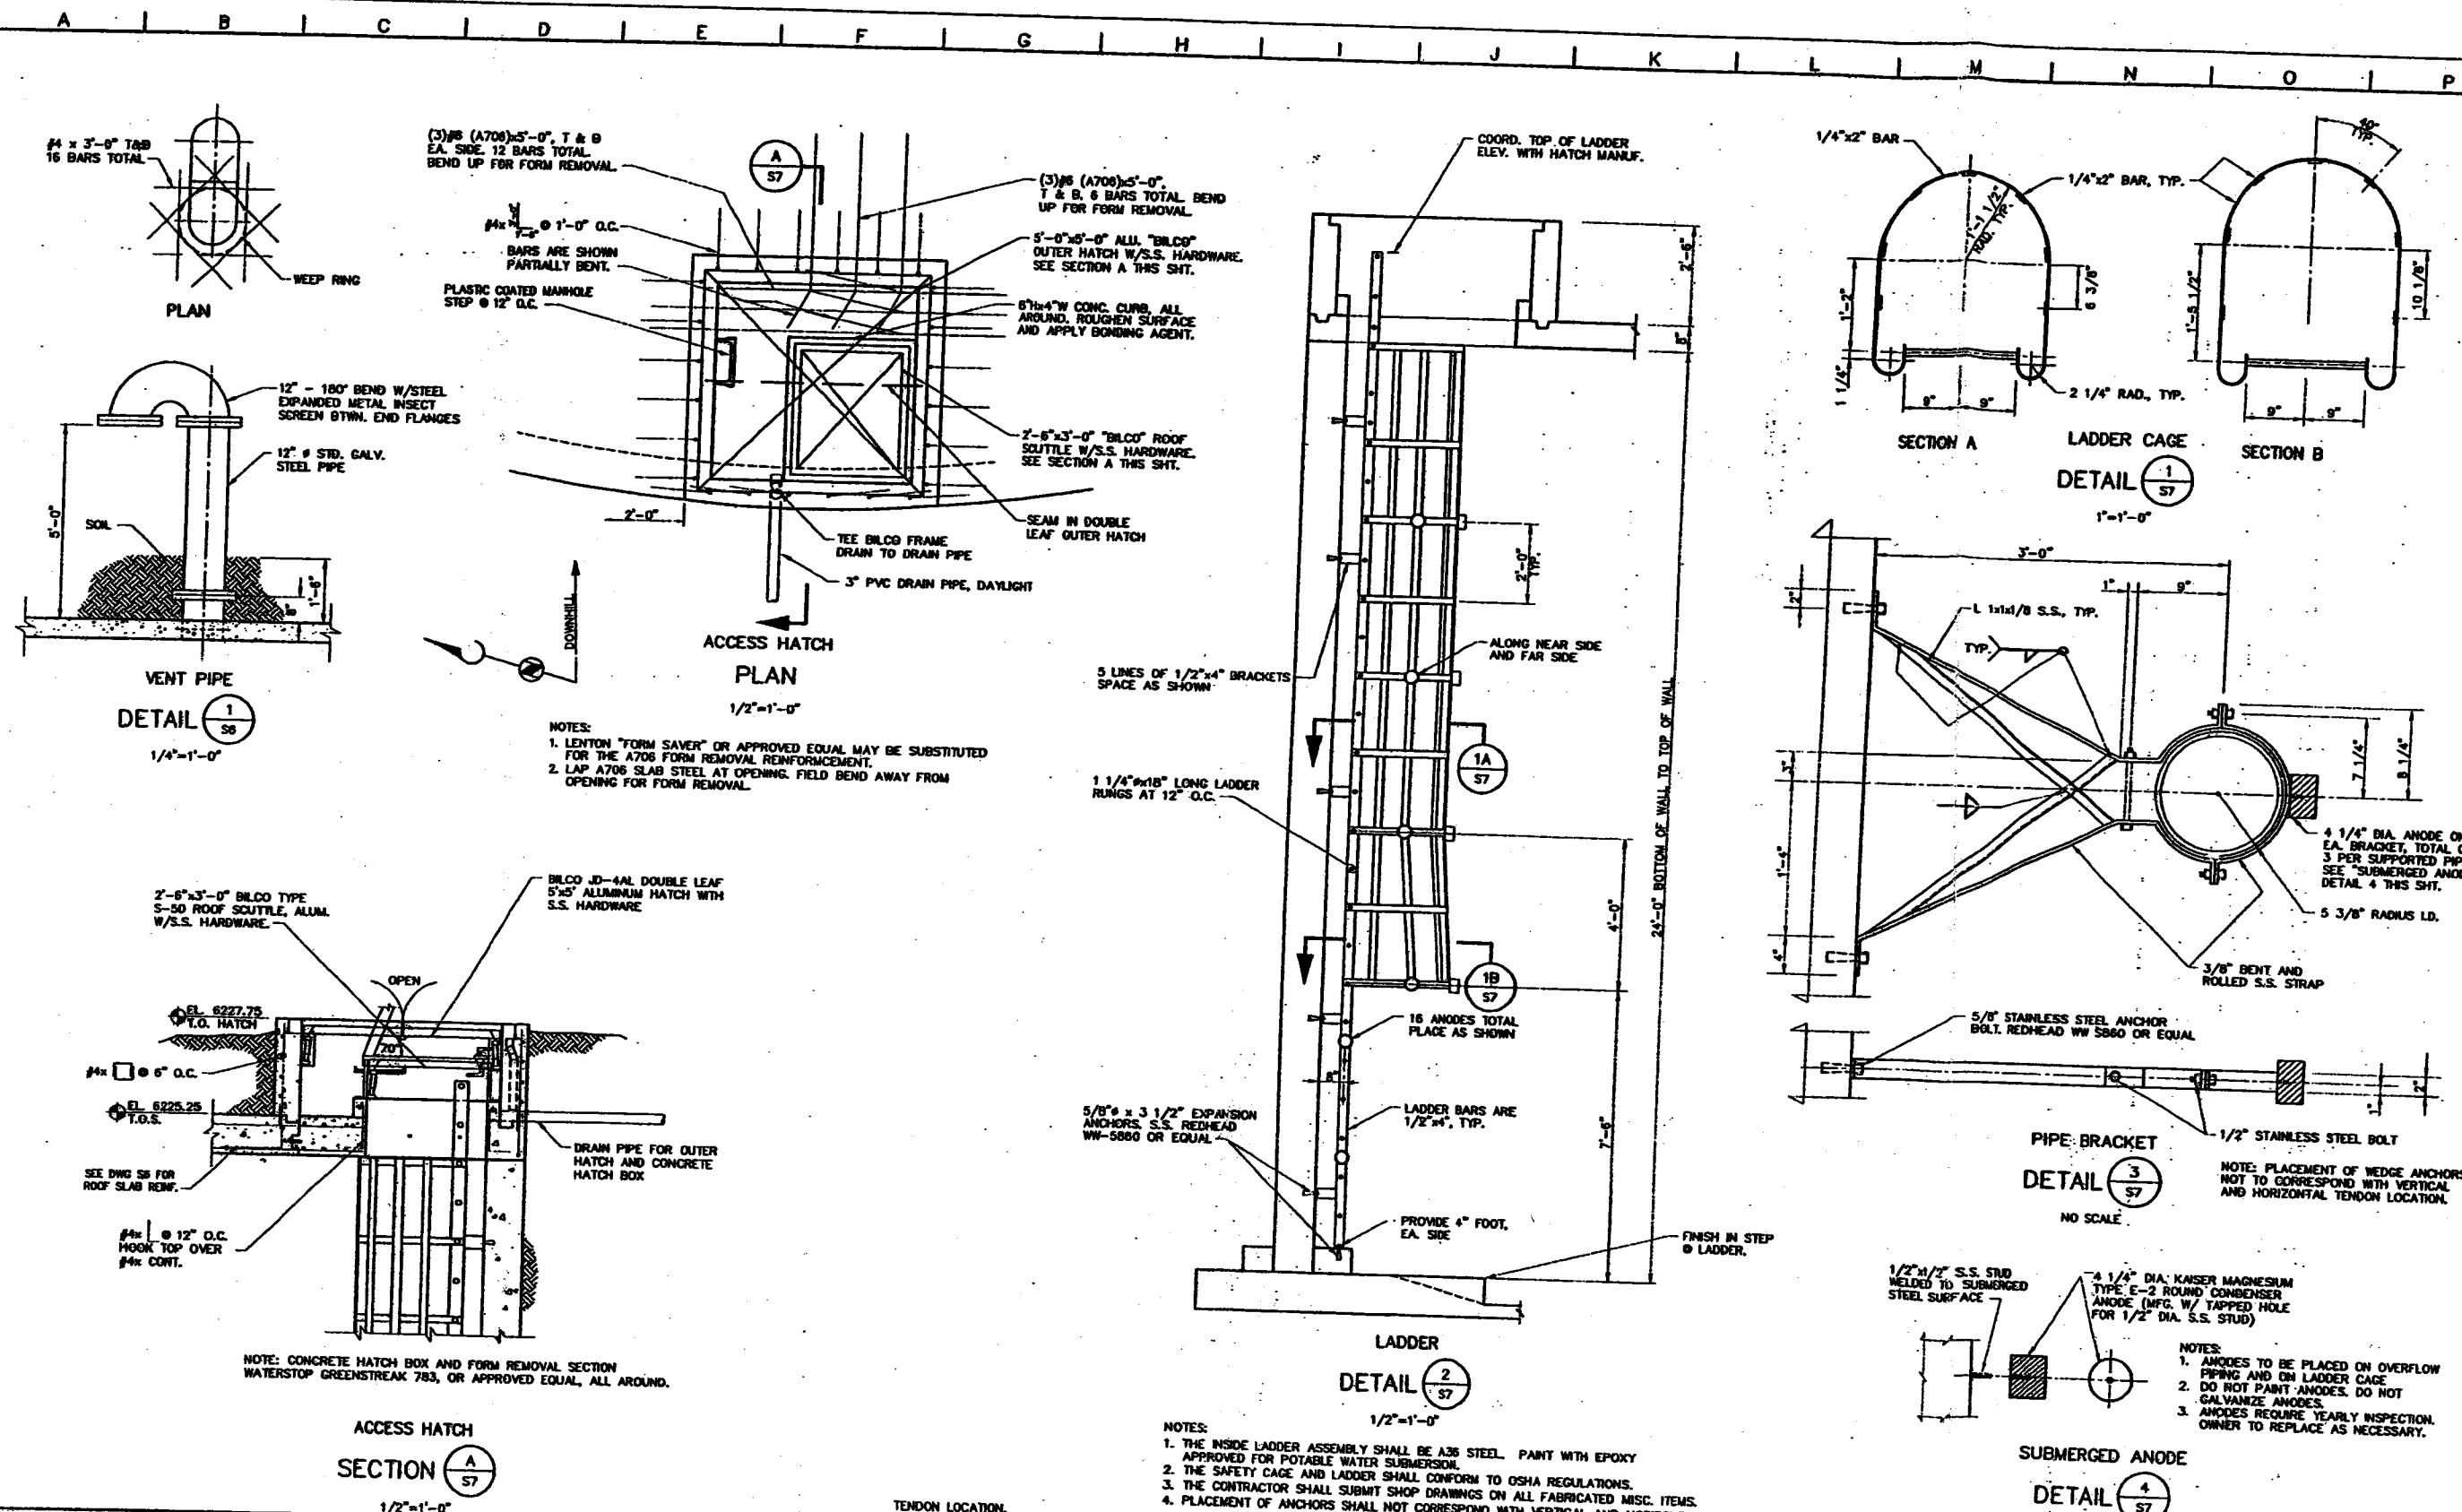 A B C D E F G H I J K L M N O P
#4 x 3'-0" T&B
16 BARS TOTAL
WEEP RING
PLAN
12" - 180° BEND W/STEEL
EXPANDED METAL INSECT
SCREEN BTWN. END FLANGES
12" ø STD. GALV.
STEEL PIPE
5'-0"
SOIL
1'-6"
VENT PIPE
DETAIL 1
S6
1/4"=1'-0"
(3)#6 (A706)x5'-0", T & B
EA. SIDE. 12 BARS TOTAL.
BEND UP FOR FORM REMOVAL.
A
S7
(3)#6 (A706)x5'-0",
T & B, 6 BARS TOTAL. BEND
UP FOR FORM REMOVAL.
#4x @ 1'-0" O.C.
BARS ARE SHOWN
PARTIALLY BENT.
5'-0"x5'-0" ALU. "BILCO"
OUTER HATCH W/S.S. HARDWARE.
SEE SECTION A THIS SHT.
PLASTIC COATED MANHOLE
STEP @ 12" O.C.
6"Hx4"W CONC. CURB, ALL
AROUND. ROUGHEN SURFACE
AND APPLY BONDING AGENT.
2'-6"x3'-0" "BILCO" ROOF
SCUTTLE W/S.S. HARDWARE.
SEE SECTION A THIS SHT.
2'-0"
SEAM IN DOUBLE
LEAF OUTER HATCH
TEE BILCO FRAME
DRAIN TO DRAIN PIPE
3" PVC DRAIN PIPE, DAYLIGHT
DOWNHILL
ACCESS HATCH
PLAN
1/2"=1'-0"
NOTES:
1. LENTON "FORM SAVER" OR APPROVED EQUAL MAY BE SUBSTITUTED
FOR THE A706 FORM REMOVAL REINFORMCEMENT.
2. LAP A706 SLAB STEEL AT OPENING. FIELD BEND AWAY FROM
OPENING FOR FORM REMOVAL.
2'-6"x3'-0" BILCO TYPE
S-50 ROOF SCUTTLE, ALUM.
W/S.S. HARDWARE.
BILCO JD-4AL DOUBLE LEAF
5'x5' ALUMINUM HATCH WITH
S.S. HARDWARE
OPEN
EL. 6227.75
T.O. HATCH
70°
#4x @ 6" O.C.
EL. 6225.25
T.O.S.
SEE DWG S6 FOR
ROOF SLAB REINF.
DRAIN PIPE FOR OUTER
HATCH AND CONCRETE
HATCH BOX
#4x @ 12" O.C.
HOOK TOP OVER
#4x CONT.
NOTE: CONCRETE HATCH BOX AND FORM REMOVAL SECTION
WATERSTOP GREENSTREAK 783, OR APPROVED EQUAL, ALL AROUND.
ACCESS HATCH
SECTION A
S7
1/2"=1'-0"
TENDON LOCATION.
COORD. TOP OF LADDER
ELEV. WITH HATCH MANUF.
2'-6"
8"
2'-0"
TYP.
ALONG NEAR SIDE
AND FAR SIDE
5 LINES OF 1/2"x4" BRACKETS
SPACE AS SHOWN
1A
S7
1 1/4"øx18" LONG LADDER
RUNGS AT 12" O.C.
24'-0" BOTTOM OF WALL TO TOP OF WALL
4'-0"
1B
S7
16 ANODES TOTAL
PLACE AS SHOWN
LADDER BARS ARE
1/2"x4", TYP.
5/8"ø x 3 1/2" EXPANSION
ANCHORS. S.S. REDHEAD
WW-5860 OR EQUAL
7'-6"
PROVIDE 4" FOOT,
EA. SIDE
FINISH IN STEP
@ LADDER.
LADDER
DETAIL 2
S7
1/2"=1'-0"
NOTES:
1. THE INSIDE LADDER ASSEMBLY SHALL BE A36 STEEL. PAINT WITH EPOXY
APPROVED FOR POTABLE WATER SUBMERSION.
2. THE SAFETY CAGE AND LADDER SHALL CONFORM TO OSHA REGULATIONS.
3. THE CONTRACTOR SHALL SUBMIT SHOP DRAWINGS ON ALL FABRICATED MISC. ITEMS.
4. PLACEMENT OF ANCHORS SHALL NOT CORRESPOND WITH VERTICAL AND
1/4"x2" BAR
40°
TYP.
1/4"x2" BAR, TYP.
1'-1 1/2"
RAD. TYP.
1'-2"
6 3/8"
1'-5 1/2"
10 1/8"
1 1/4"
2 1/4" RAD., TYP.
9" 9"
9" 9"
SECTION A
LADDER CAGE
SECTION B
DETAIL 1
S7
1"=1'-0"
3'-0"
1" 9"
2"
L 1x1x1/8 S.S., TYP.
TYP.
3"
7 1/4"
8 1/4"
1'-4"
4"
4 1/4" DIA. ANODE
EA. BRACKET, TOTAL
3 PER SUPPORTED
SEE "SUBMERGED
DETAIL 4 THIS SHT.
5 3/8" RADIUS I.D.
3/8" BENT AND
ROLLED S.S. STRAP
5/8" STAINLESS STEEL ANCHOR
BOLT. REDHEAD WW 5860 OR EQUAL
1"
2"
1/2" STAINLESS STEEL BOLT
PIPE BRACKET
DETAIL 3
S7
NO SCALE
NOTE: PLACEMENT OF WEDGE ANCHORS
NOT TO CORRESPOND WITH VERTICAL
AND HORIZONTAL TENDON LOCATION.
1/2"x1/2" S.S. STUD
WELDED TO SUBMERGED
STEEL SURFACE
4 1/4" DIA. KAISER MAGNESIUM
TYPE E-2 ROUND CONDENSER
ANODE (MFG. W/ TAPPED HOLE
FOR 1/2" DIA. S.S. STUD)
NOTES:
1. ANODES TO BE PLACED ON OVERFLOW
PIPING AND ON LADDER CAGE
2. DO NOT PAINT ANODES. DO NOT
GALVANIZE ANODES.
3. ANODES REQUIRE YEARLY INSPECTION.
OWNER TO REPLACE AS NECESSARY.
SUBMERGED ANODE
DETAIL 4
S7